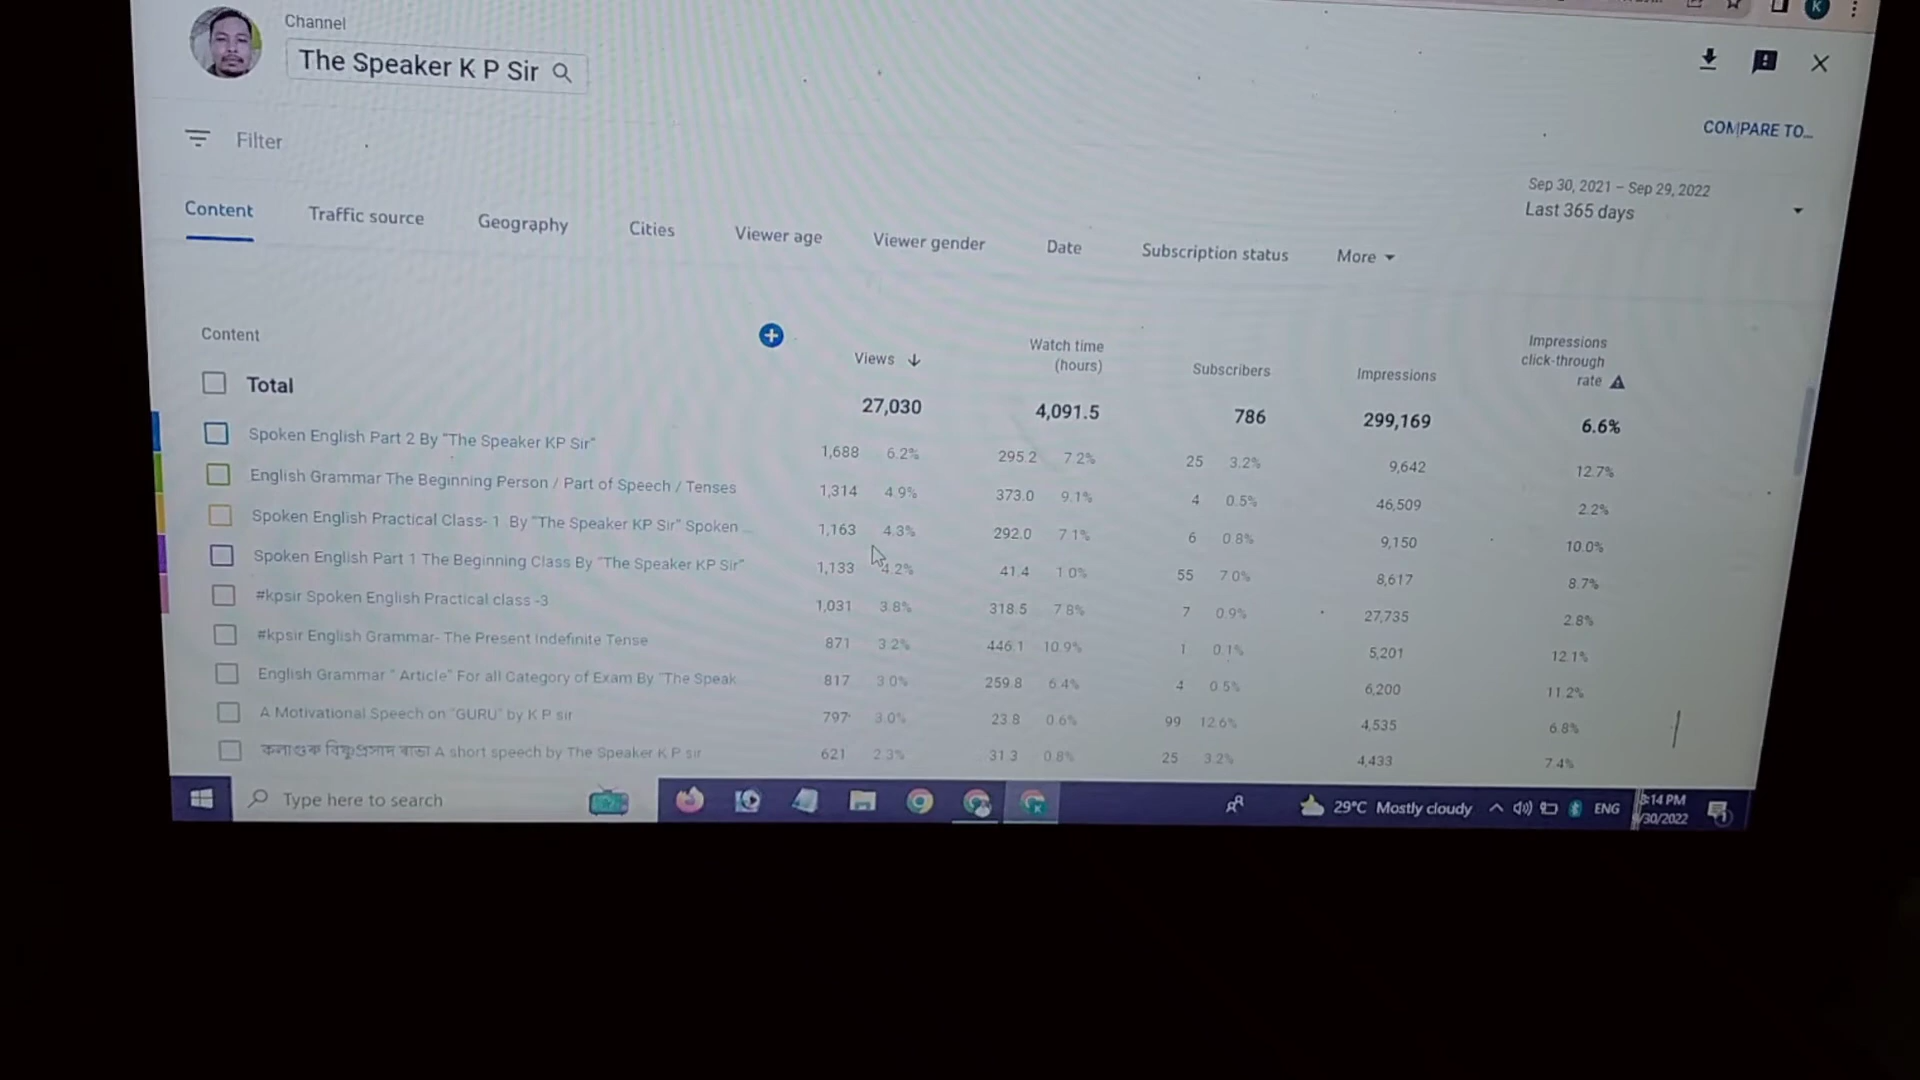 Channel
The Speaker K P Sir
COMPARE TO...
Filter
Sep 30, 2021 – Sep 29, 2022
Last 365 days
Content Traffic source Geography Cities Viewer age Viewer gender Date Subscription status More
Content Views Watch time (hours) Subscribers Impressions Impressions click-through rate
Total 27,030 4,091.5 786 299,169 6.6%
Spoken English Part 2 By "The Speaker KP Sir" 1,688 6.2% 295.2 7.2% 25 3.2% 9,642 12.7%
English Grammar The Beginning Person / Part of Speech / Tenses 1,314 4.9% 373.0 9.1% 4 0.5% 46,509 2.2%
Spoken English Practical Class- 1 By "The Speaker KP Sir" Spoken ... 1,163 4.3% 292.0 7.1% 6 0.8% 9,150 10.0%
Spoken English Part 1 The Beginning Class By "The Speaker KP Sir" 1,133 4.2% 41.4 1.0% 55 7.0% 8,617 8.7%
#kpsir Spoken English Practical class -3 1,031 3.8% 318.5 7.8% 7 0.9% 27,735 2.8%
#kpsir English Grammar- The Present Indefinite Tense 871 3.2% 446.1 10.9% 1 0.1% 5,201 12.1%
English Grammar " Article" For all Category of Exam By "The Speak 817 3.0% 259.8 6.4% 4 0.5% 6,200 11.2%
A Motivational Speech on "GURU" by K P sir 797 3.0% 23.8 0.6% 99 12.6% 4,535 6.8%
A short speech by The Speaker K P sir 621 2.3% 31.3 0.8% 25 3.2% 4,433 7.4%
Type here to search 29°C Mostly cloudy ENG :14 PM
/30/2022